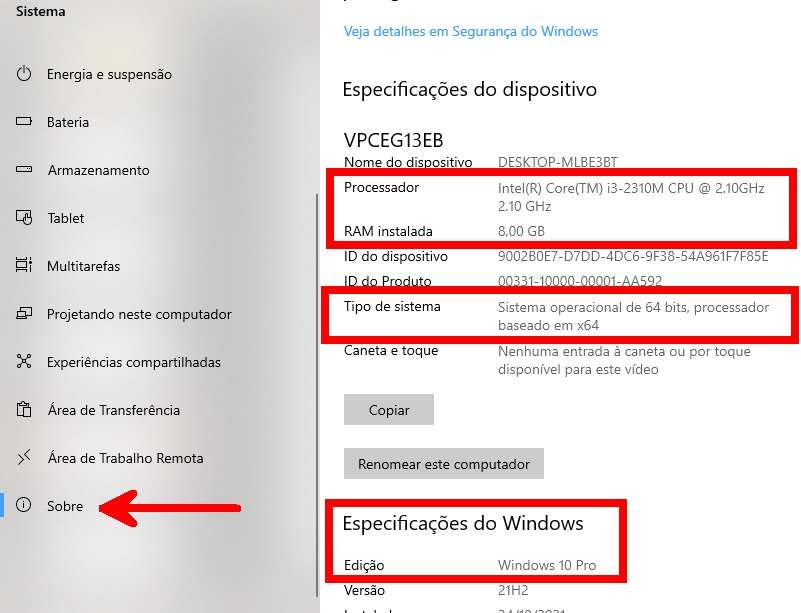 Sistema
Energia e suspensão
Bateria
Armazenamento
Tablet
Multitarefas
Projetando neste computador
Experiências compartilhadas
Área de Transferência
Área de Trabalho Remota
Sobre
Veja detalhes em Segurança do Windows
Especificações do dispositivo
VPCEG13EB
Nome do dispositivo DESKTOP-MLBE3BT
Processador Intel(R) Core(TM) i3-2310M CPU @ 2.10GHz
2.10 GHz
RAM instalada 8,00 GB
ID do dispositivo 9002B0E7-D7DD-4DC6-9F38-54A961F7F85E
ID do Produto 00331-10000-00001-AA592
Tipo de sistema Sistema operacional de 64 bits, processador
baseado em x64
Caneta e toque Nenhuma entrada à caneta ou por toque
disponível para este vídeo
Copiar
Renomear este computador
Especificações do Windows
Edição Windows 10 Pro
Versão 21H2